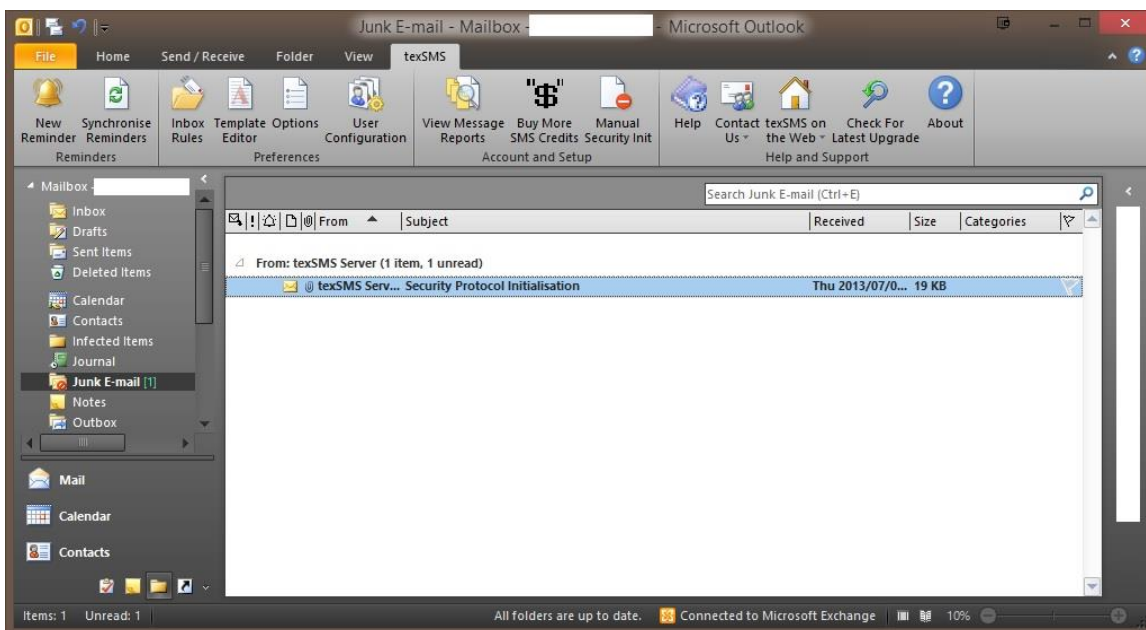 Junk E-mail - Mailbox - - Microsoft Outlook
File Home Send / Receive Folder View texSMS
New Reminder
Synchronise Reminders
Inbox Rules
Template Editor
Options
User Configuration
View Message Reports
"$" Buy More SMS Credits
Manual Security Init
Help
Contact Us
texSMS on the Web
Check For Latest Upgrade
About
Reminders Preferences Account and Setup Help and Support
Mailbox -
Inbox
Drafts
Sent Items
Deleted Items
Calendar
Contacts
Infected Items
Journal
Junk E-mail [1]
Notes
Outbox
Mail
Calendar
Contacts
Search Junk E-mail (Ctrl+E)
! From Subject Received Size Categories
From: texSMS Server (1 item, 1 unread)
texSMS Serv... Security Protocol Initialisation Thu 2013/07/0... 19 KB
Items: 1 Unread: 1 All folders are up to date. Connected to Microsoft Exchange 10%